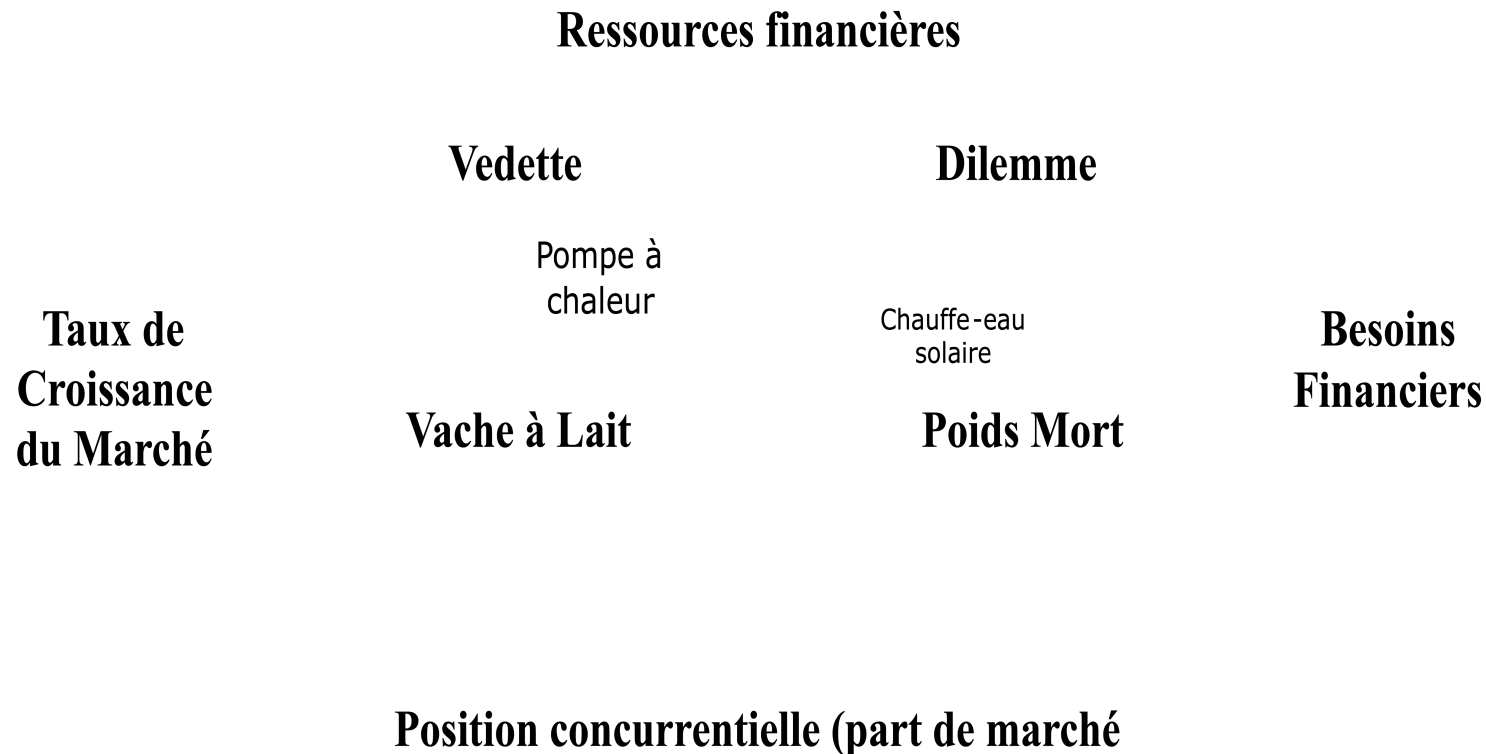 Ressources financières
Vedette
Dilemme
Pompe à
chaleur
Chauffe-eau
solaire
Taux de
Croissance
du Marché
Besoins
Financiers
Vache à Lait
Poids Mort
Position concurrentielle (part de marché